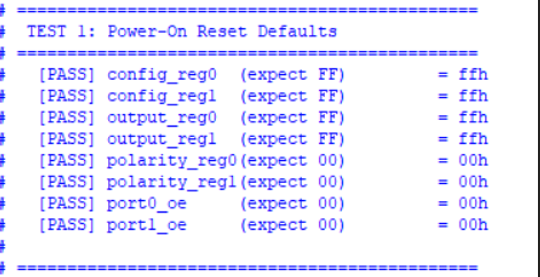 # ================================================
# TEST 1: Power-On Reset Defaults
# ================================================
#   [PASS] config_reg0  (expect FF)          = ffh
#   [PASS] config_reg1  (expect FF)          = ffh
#   [PASS] output_reg0  (expect FF)          = ffh
#   [PASS] output_reg1  (expect FF)          = ffh
#   [PASS] polarity_reg0(expect 00)          = 00h
#   [PASS] polarity_reg1(expect 00)          = 00h
#   [PASS] port0_oe     (expect 00)          = 00h
#   [PASS] port1_oe     (expect 00)          = 00h
#
# ================================================